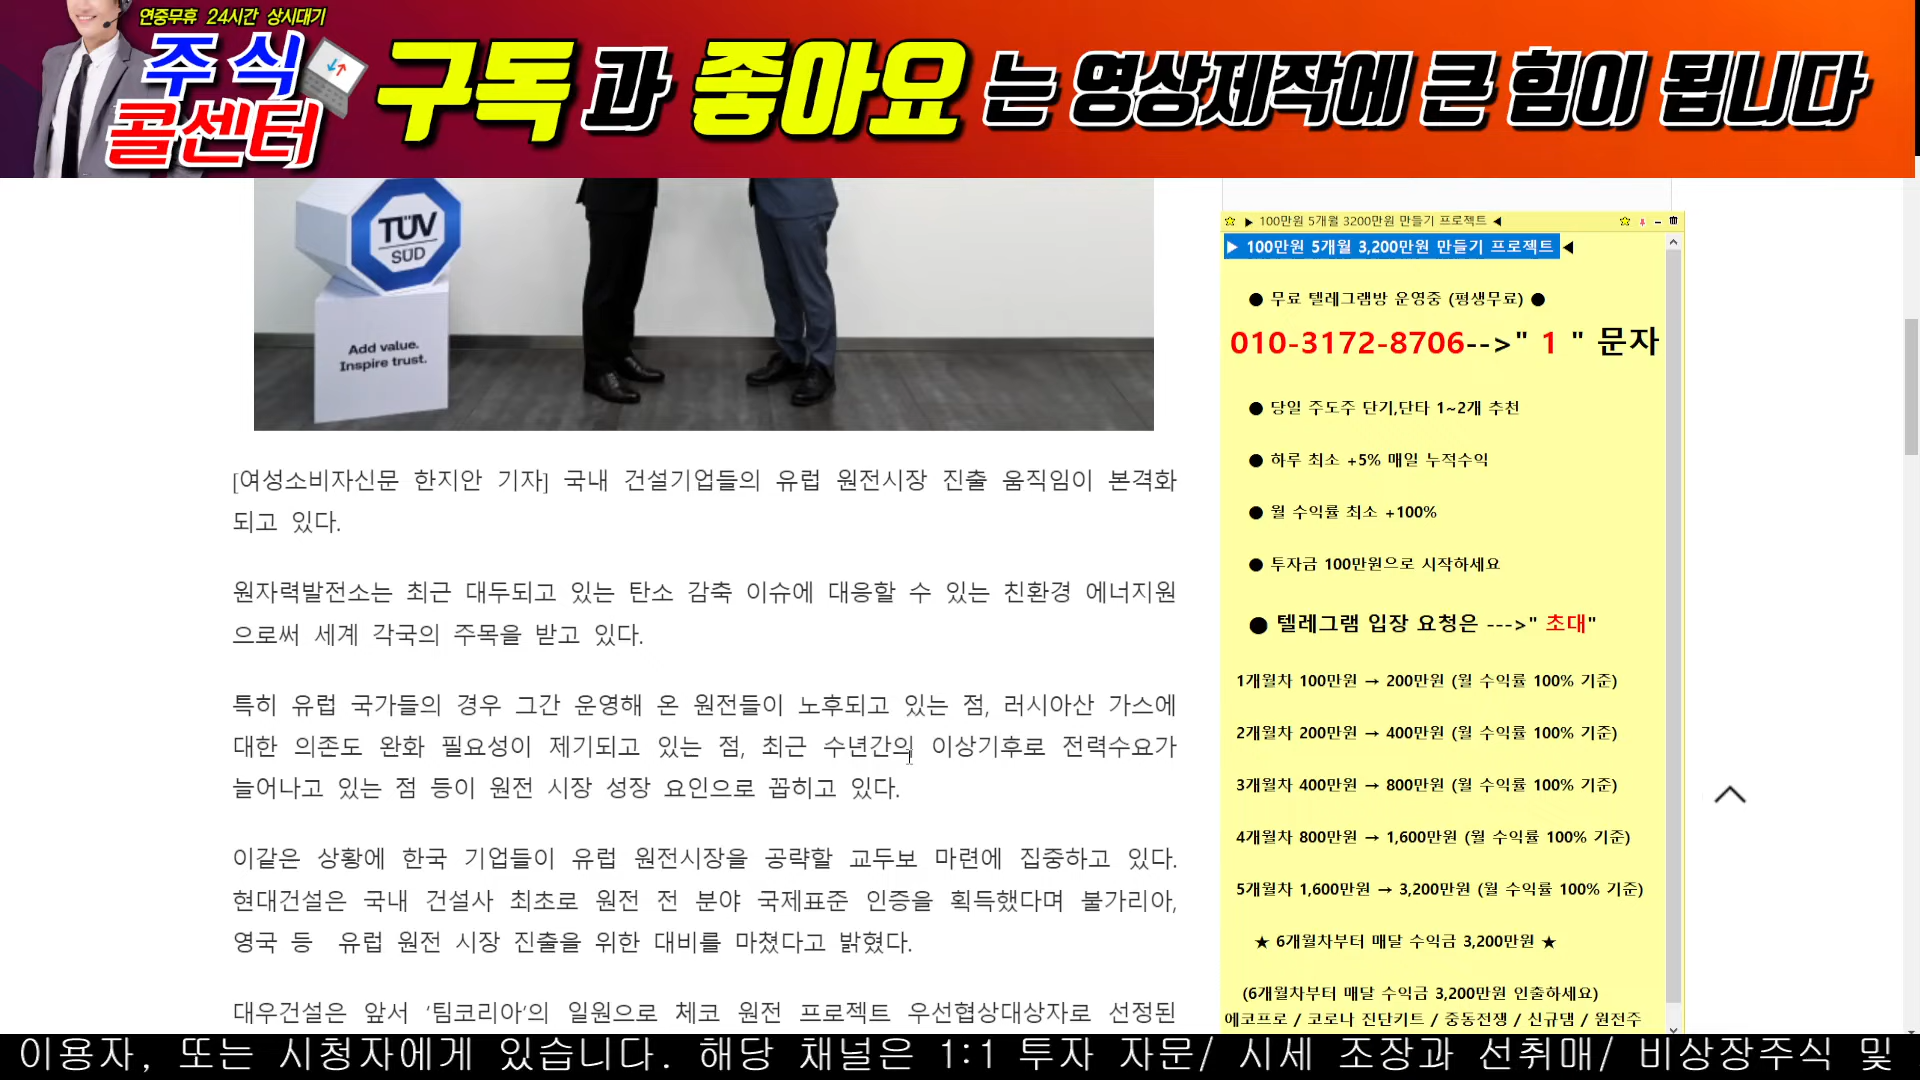 연중무휴 24시간 상시대기
주식
콜센터
구독과 좋아요는 영상제작에 큰 힘이 됩니다
TÜV
SÜD
Add value.
Inspire trust.
[여성소비자신문 한지안 기자] 국내 건설기업들의 유럽 원전시장 진출 움직임이 본격화
되고 있다.
원자력발전소는 최근 대두되고 있는 탄소 감축 이슈에 대응할 수 있는 친환경 에너지원
으로써 세계 각국의 주목을 받고 있다.
특히 유럽 국가들의 경우 그간 운영해 온 원전들이 노후되고 있는 점, 러시아산 가스에
대한 의존도 완화 필요성이 제기되고 있는 점, 최근 수년간의 이상기후로 전력수요가
늘어나고 있는 점 등이 원전 시장 성장 요인으로 꼽히고 있다.
이같은 상황에 한국 기업들이 유럽 원전시장을 공략할 교두보 마련에 집중하고 있다.
현대건설은 국내 건설사 최초로 원전 전 분야 국제표준 인증을 획득했다며 불가리아,
영국 등 유럽 원전 시장 진출을 위한 대비를 마쳤다고 밝혔다.
대우건설은 앞서 '팀코리아'의 일원으로 체코 원전 프로젝트 우선협상대상자로 선정된
▶ 100만원 5개월 3200만원 만들기 프로젝트 ◀
▶ 100만원 5개월 3,200만원 만들기 프로젝트 ◀
● 무료 텔레그램방 운영중 (평생무료) ●
010-3172-8706-->" 1 " 문자
● 당일 주도주 단기,단타 1~2개 추천
● 하루 최소 +5% 매일 누적수익
● 월 수익률 최소 +100%
● 투자금 100만원으로 시작하세요
● 텔레그램 입장 요청은 --->" 초대"
1개월차 100만원 → 200만원 (월 수익률 100% 기준)
2개월차 200만원 → 400만원 (월 수익률 100% 기준)
3개월차 400만원 → 800만원 (월 수익률 100% 기준)
4개월차 800만원 → 1,600만원 (월 수익률 100% 기준)
5개월차 1,600만원 → 3,200만원 (월 수익률 100% 기준)
★ 6개월차부터 매달 수익금 3,200만원 ★
(6개월차부터 매달 수익금 3,200만원 인출하세요)
에코프로 / 코로나 진단키트 / 중동전쟁 / 신규댐 / 원전주
이용자, 또는 시청자에게 있습니다. 해당 채널은 1:1 투자 자문/ 시세 조장과 선취매/ 비상장주식 및